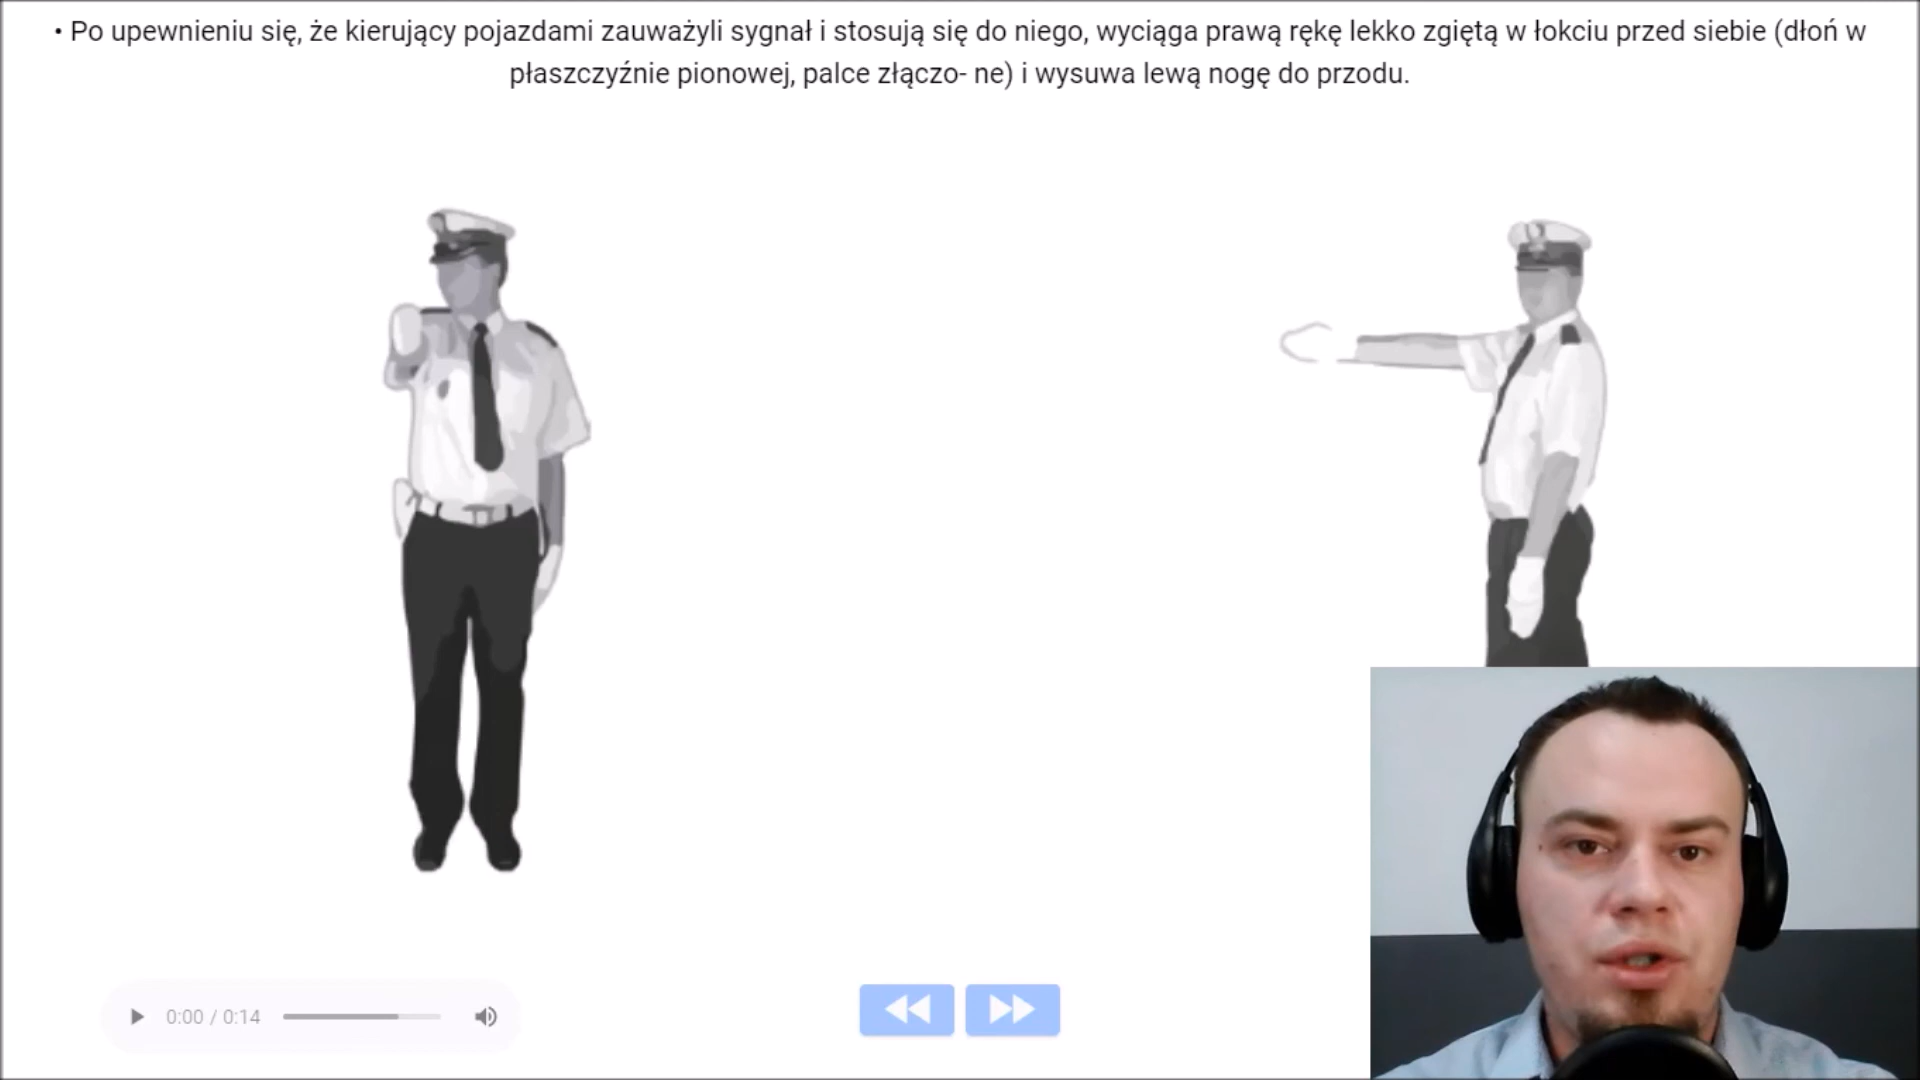 • Po upewnieniu się, że kierujący pojazdami zauważyli sygnał i stosują się do niego, wyciąga prawą rękę lekko zgiętą w łokciu przed siebie (dłoń w
płaszczyźnie pionowej, palce złączo- ne) i wysuwa lewą nogę do przodu.
0:00 / 0:14